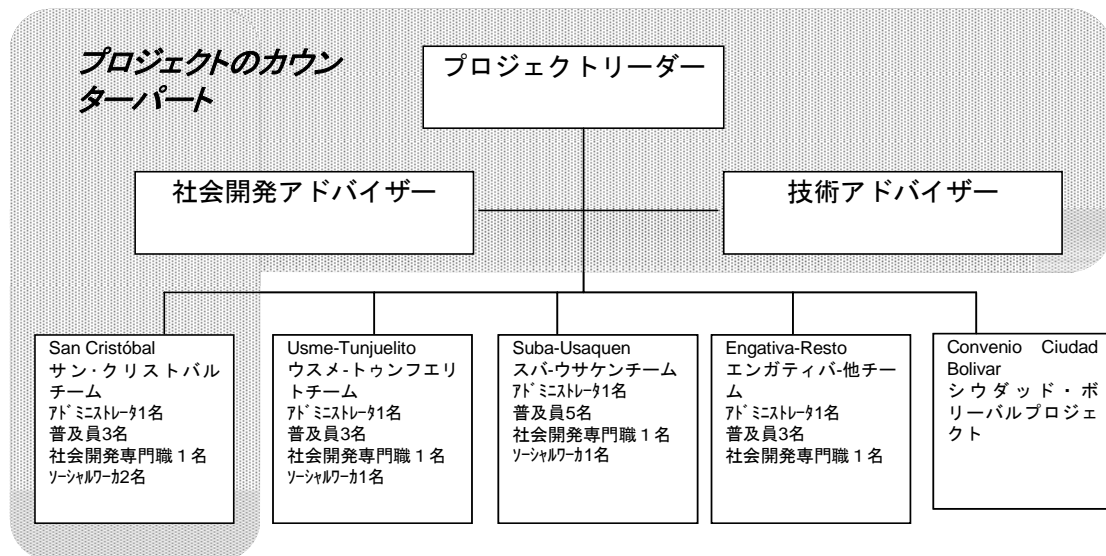 プロジェクトのカウン
ターパート
プロジェクトリーダー
社会開発アドバイザー
技術アドバイザー
San Cristóbal
サン・クリストバル
チーム
ｱﾄﾞﾐﾆｽﾄﾚｰﾀ1名
普及員3名
社会開発専門職１名
ｿｰｼｬﾙﾜｰｶ2名
Usme-Tunjuelito
ウスメ-トゥンフエリ
トチーム
ｱﾄﾞﾐﾆｽﾄﾚｰﾀ1名
普及員3名
社会開発専門職１名
ｿｰｼｬﾙﾜｰｶ1名
Suba-Usaquen
スバ-ウサケンチーム
ｱﾄﾞﾐﾆｽﾄﾚｰﾀ1名
普及員5名
社会開発専門職１名
ｿｰｼｬﾙﾜｰｶ1名
Engativa-Resto
エンガティバ-他チー
ム
ｱﾄﾞﾐﾆｽﾄﾚｰﾀ1名
普及員3名
社会開発専門職１名
Convenio Ciudad
Bolivar
シウダッド・ボ
リーバルプロジェ
クト